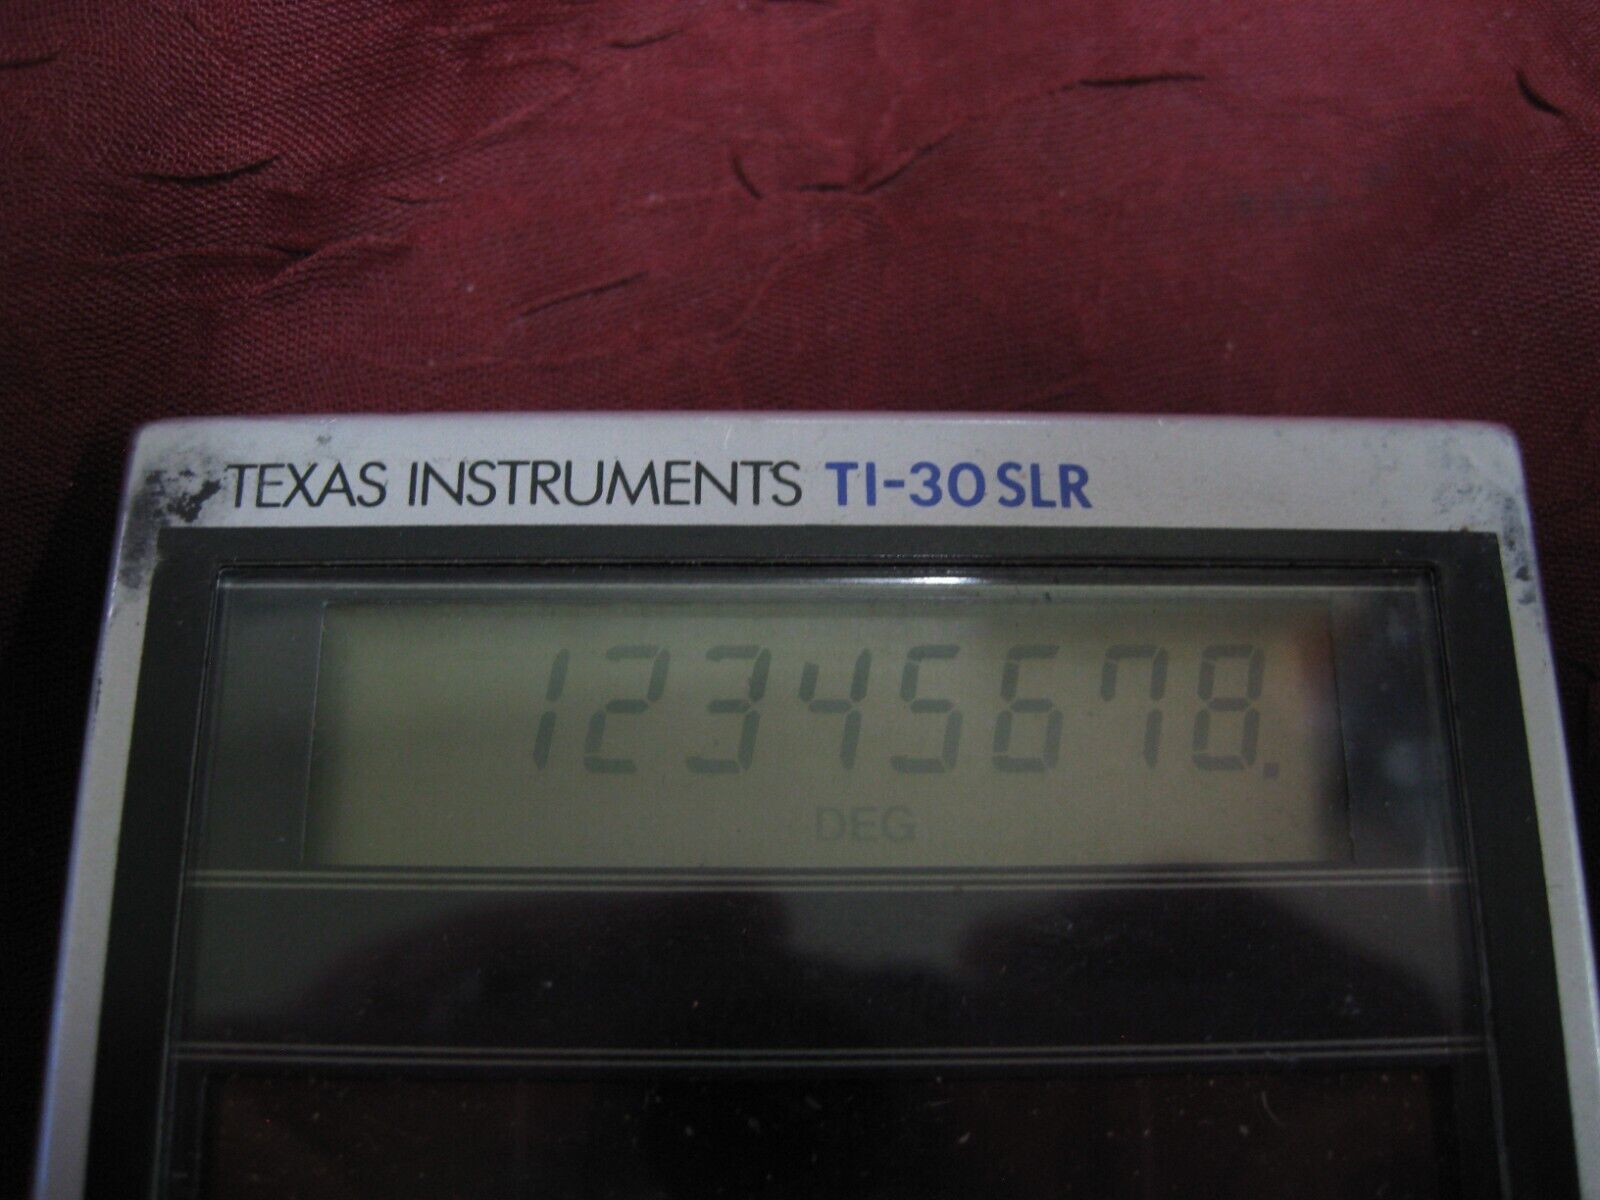 TEXAS INSTRUMENTS TI-30 SLR
12345678.
DEG